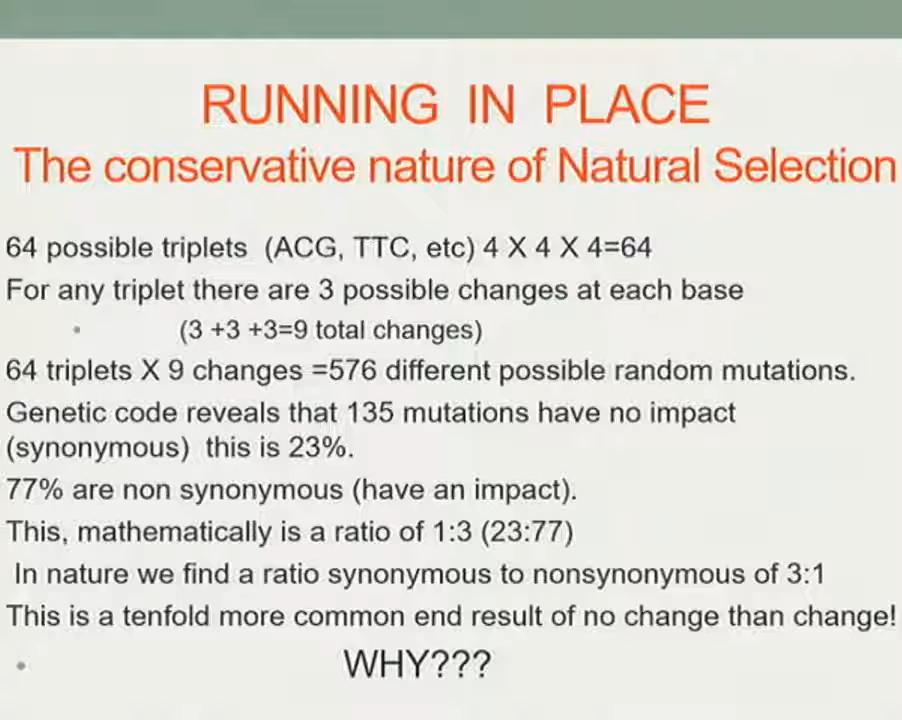 RUNNING IN PLACE
The conservative nature of Natural Selection
64 possible triplets (ACG, TTC, etc) 4 X 4 X 4=64
For any triplet there are 3 possible changes at each base
• (3 +3 +3=9 total changes)
64 triplets X 9 changes =576 different possible random mutations.
Genetic code reveals that 135 mutations have no impact
(synonymous) this is 23%.
77% are non synonymous (have an impact).
This, mathematically is a ratio of 1:3 (23:77)
In nature we find a ratio synonymous to nonsynonymous of 3:1
This is a tenfold more common end result of no change than change!
• WHY???